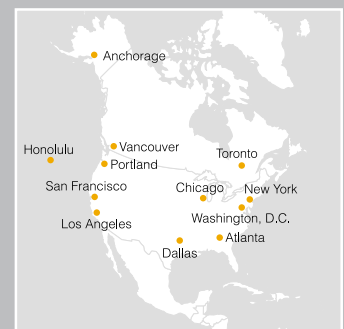 Anchorage
Honolulu
Vancouver
Portland
Toronto
San Francisco
Chicago
New York
Los Angeles
Washington, D.C.
Atlanta
Dallas